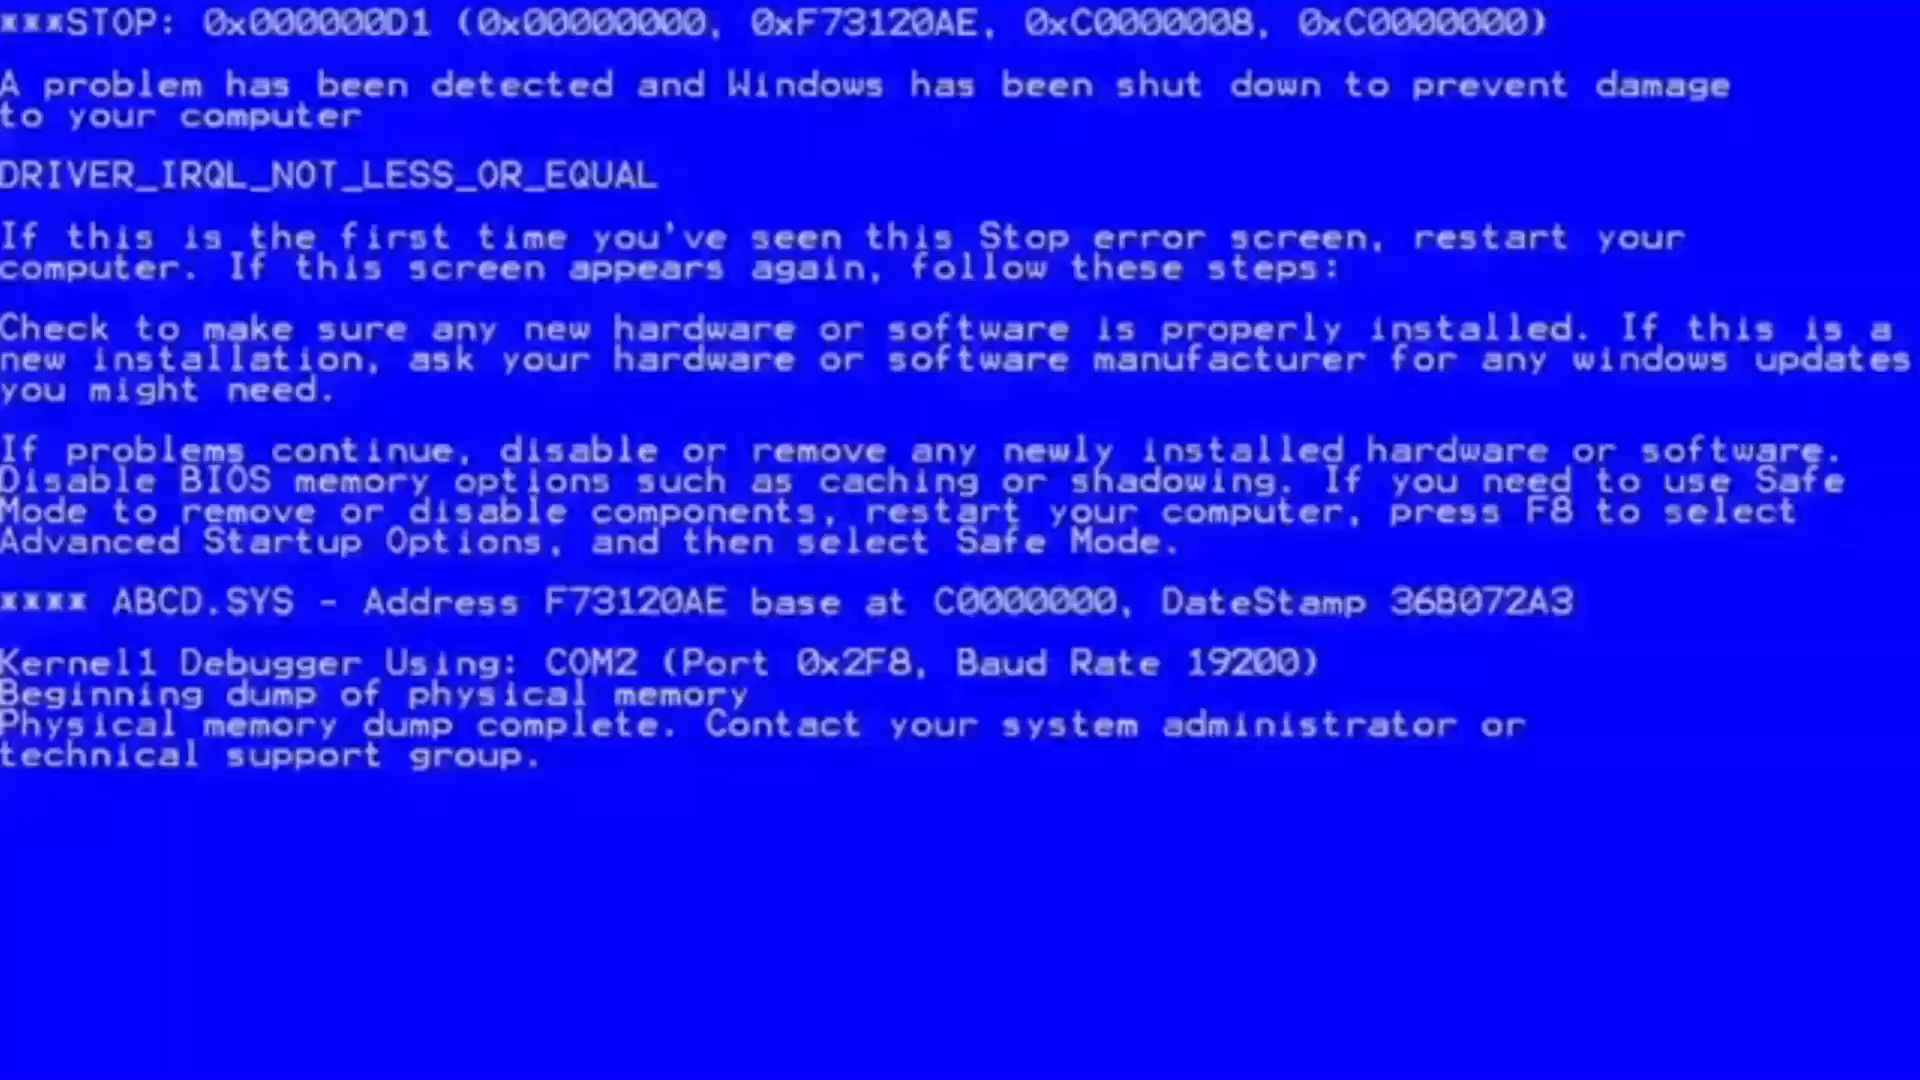 ***STOP: 0x000000D1 (0x00000000, 0xF73120AE, 0xC0000008, 0xC0000000)
A problem has been detected and Windows has been shut down to prevent damage
to your computer
DRIVER_IRQL_NOT_LESS_OR_EQUAL
If this is the first time you've seen this Stop error screen, restart your
computer. If this screen appears again, follow these steps:
Check to make sure any new hardware or software is properly installed. If this is a
new installation, ask your hardware or software manufacturer for any windows updates
you might need.
If problems continue, disable or remove any newly installed hardware or software.
Disable BIOS memory options such as caching or shadowing. If you need to use Safe
Mode to remove or disable components, restart your computer, press F8 to select
Advanced Startup Options, and then select Safe Mode.
**** ABCD.SYS - Address F73120AE base at C0000000, DateStamp 36B072A3
Kernel1 Debugger Using: COM2 (Port 0x2F8, Baud Rate 19200)
Beginning dump of physical memory
Physical memory dump complete. Contact your system administrator or
technical support group.